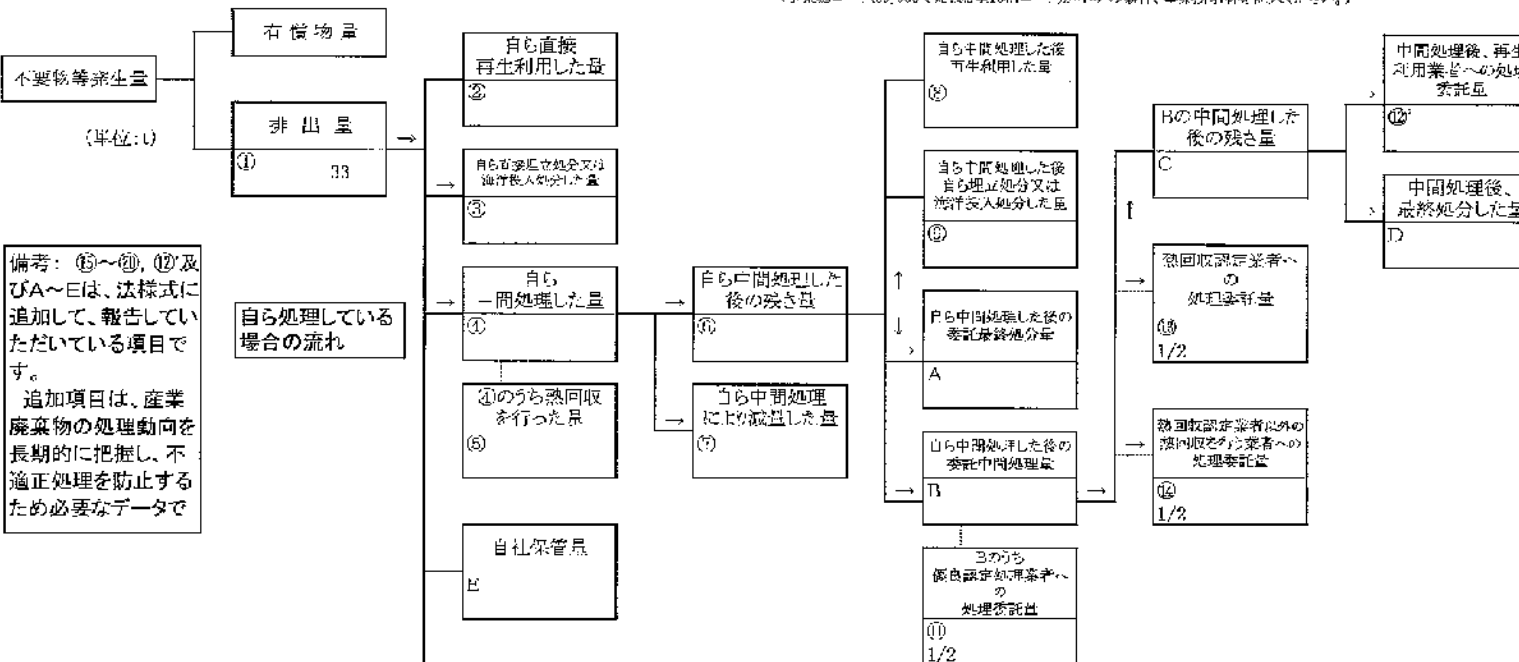 有償物量
不要物等発生量
(単位:t)
排出量
①
33
自ら直接
再生利用した量
②
自ら直接埋立処分又は
海洋投入処分した量
③
備考: ⑮~⑳, ⑫'及
びA~Eは、法様式に
追加して、報告してい
ただいている項目で
す。
追加項目は、産業
廃棄物の処理動向を
長期的に把握し、不
適正処理を防止する
ため必要なデータで
自ら処理している
場合の流れ
自ら
間処理した量
④
④のうち熱回収
を行った量
⑤
自社保管量
E
自ら中間処理した
後の残さ量
⑥
自ら中間処理
により減量した量
⑦
自ら中間処理した後
再生利用した量
⑧
自ら中間処理した後
自ら埋立処分又は
海洋投入処分した量
⑨
自ら中間処理した後の
委託最終処分量
A
自ら中間処理した後の
委託中間処理量
B
Bのうち
優良認定処理業者へ
の
処理委託量
⑪
1/2
Bの中間処理した
後の残さ量
C
熱回収認定業者へ
の
処理委託量
⑬
1/2
熱回収認定業者以外の
熱回収を行う業者への
処理委託量
⑭
1/2
中間処理後、再生
利用業者への処理
委託量
⑫'
中間処理後、
最終処分した量
D